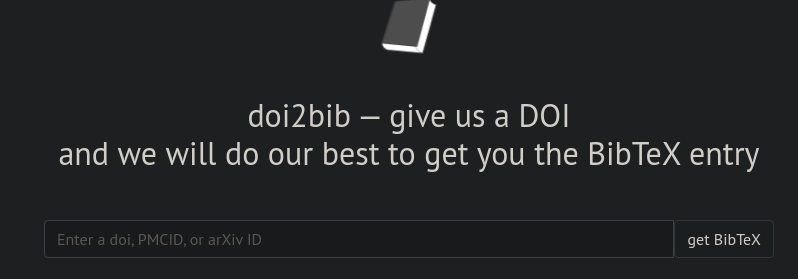 doi2bib — give us a DOI
and we will do our best to get you the BibTeX entry
Enter a doi, PMCID, or arXiv ID
get BibTeX